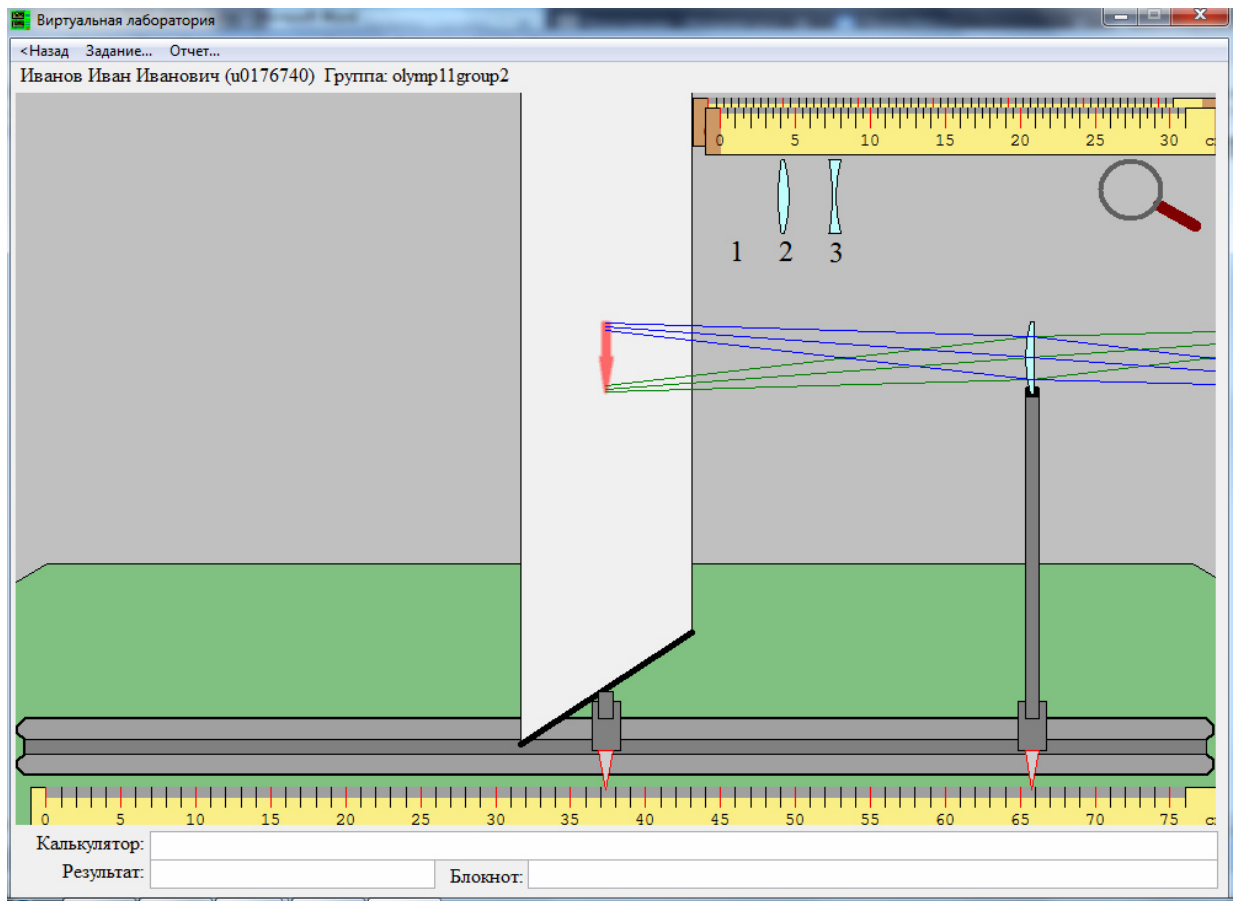 Виртуальная лаборатория
<Назад Задание... Отчет...
Иванов Иван Иванович (u0176740) Группа: olymp11group2
0 5 10 15 20 25 30
1 2 3
0 5 10 15 20 25 30 35 40 45 50 55 60 65 70 75
Калькулятор:
Результат:
Блокнот: